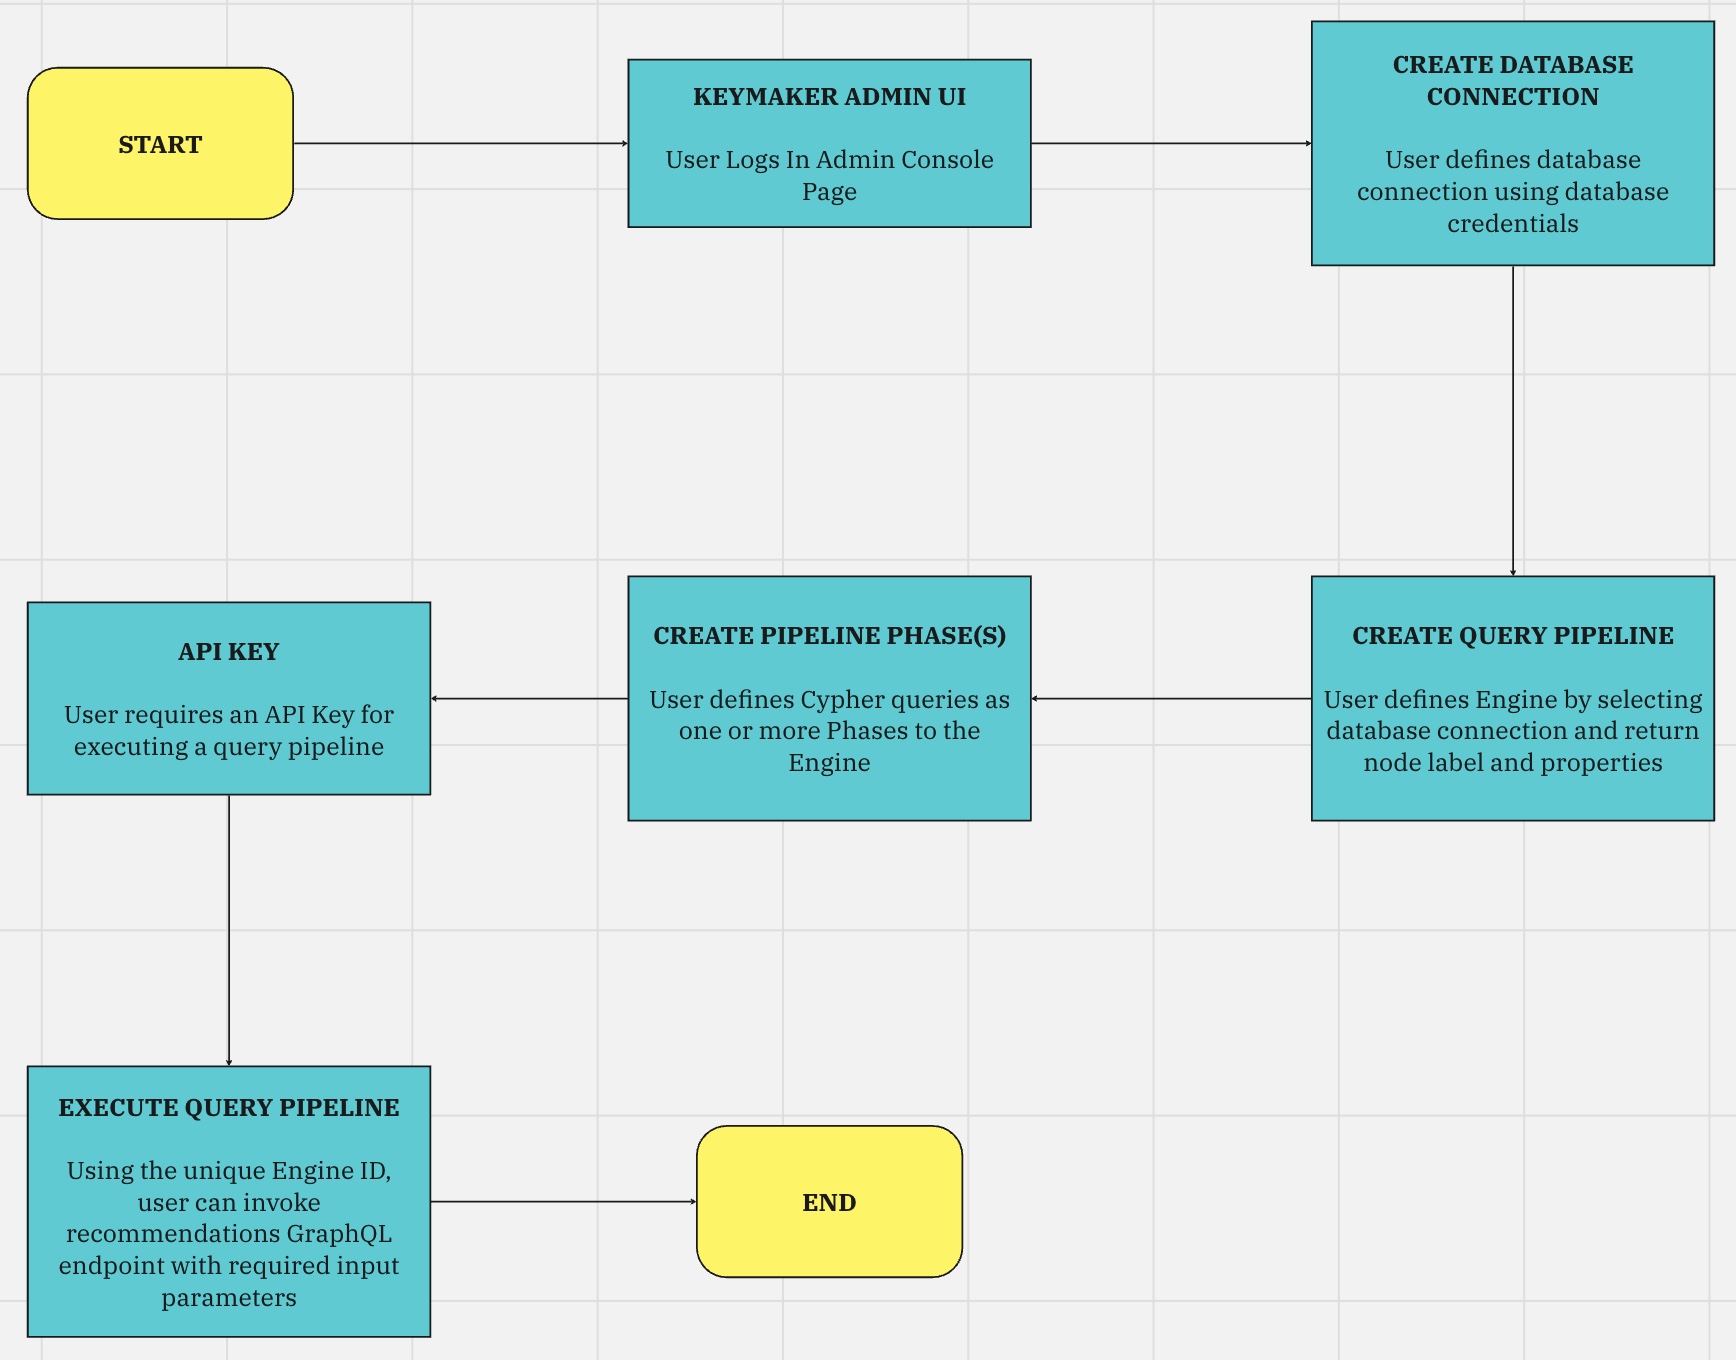 START
KEYMAKER ADMIN UI
User Logs In Admin Console
Page
CREATE DATABASE
CONNECTION
User defines database
connection using database
credentials
CREATE QUERY PIPELINE
User defines Engine by selecting
database connection and return
node label and properties
CREATE PIPELINE PHASE(S)
User defines Cypher queries as
one or more Phases to the
Engine
API KEY
User requires an API Key for
executing a query pipeline
EXECUTE QUERY PIPELINE
Using the unique Engine ID,
user can invoke
recommendations GraphQL
endpoint with required input
parameters
END